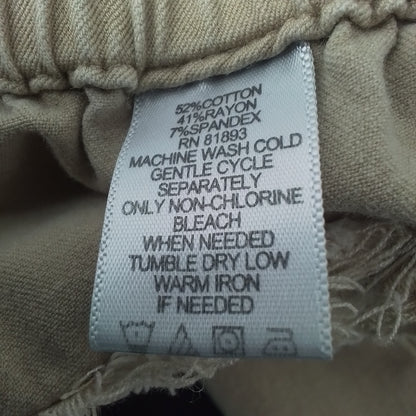 52%COTTON
41%RAYON
7%SPANDEX
RN 81893
MACHINE WASH COLD
GENTLE CYCLE
SEPARATELY
ONLY NON-CHLORINE
BLEACH
WHEN NEEDED
TUMBLE DRY LOW
WARM IRON
IF NEEDED